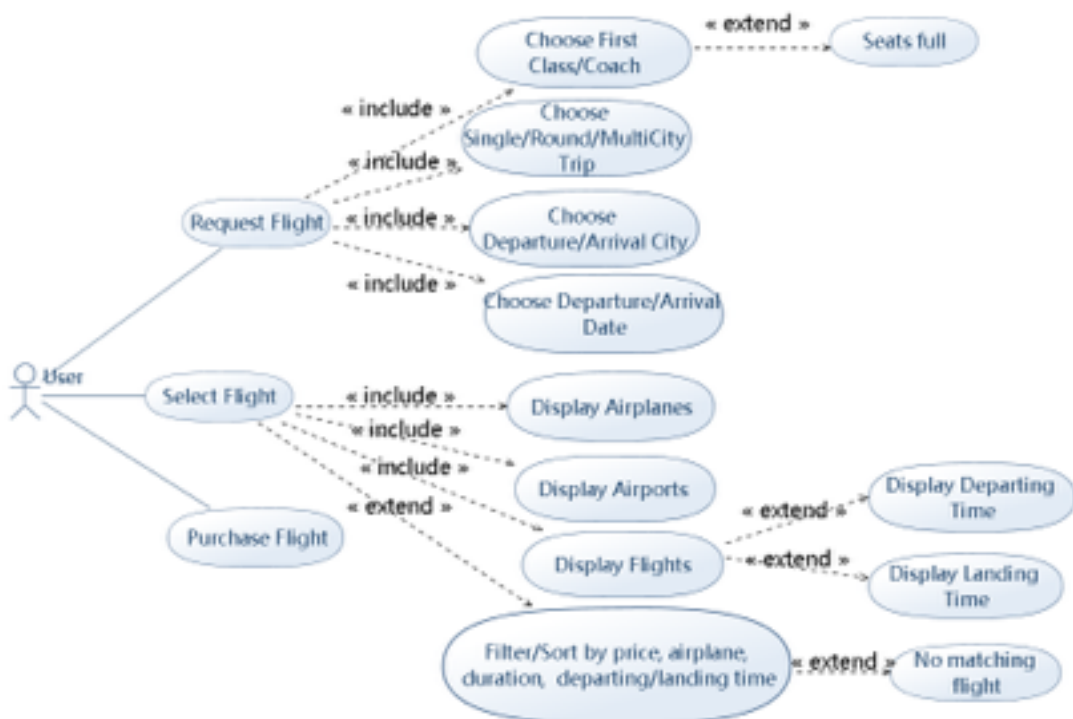 Choose First
Class/Coach
« extend »
Seats full
« include »
Choose
Single/Round/MultiCity
Trip
« include »
Request Flight
« include »
Choose
Departure/Arrival City
« include »
Choose Departure/Arrival
Date
User
Select Flight
« include »
Display Airplanes
« include »
Display Airports
« include »
« extend »
Purchase Flight
Display Flights
« extend »
Display Departing
Time
« extend »
Display Landing
Time
Filter/Sort by price, airplane,
duration, departing/landing time
« extend »
No matching
flight